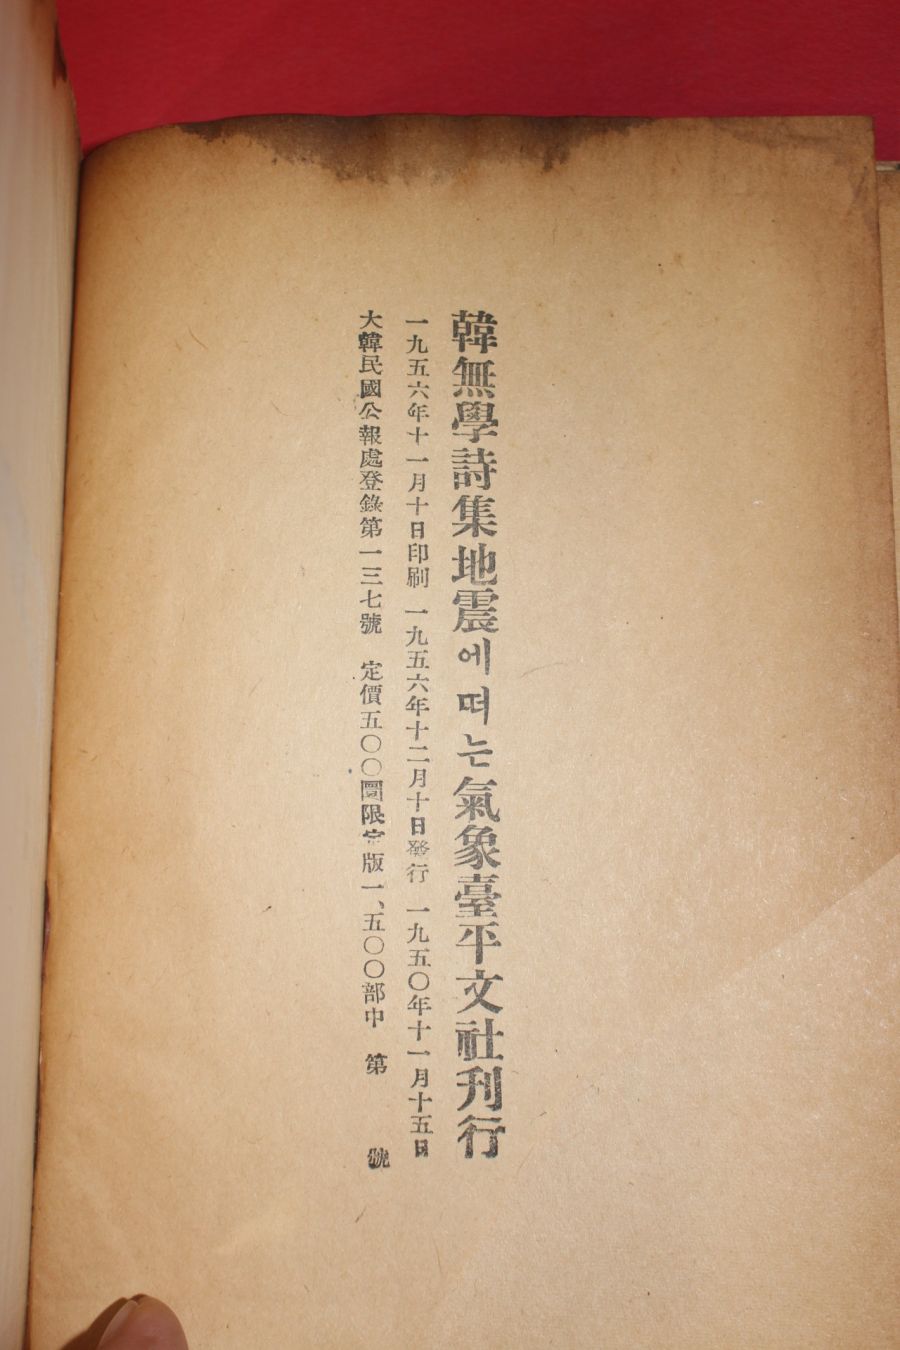 韓無學詩集地震에떠는氣象臺平文社刊行
一九五六年十一月十日印刷 一九五六年十二月十日發行 一九五〇年十一月十五日
大韓民國公報處登錄第一三七號 定價五〇〇圜限定版一、五〇〇部中 第 號